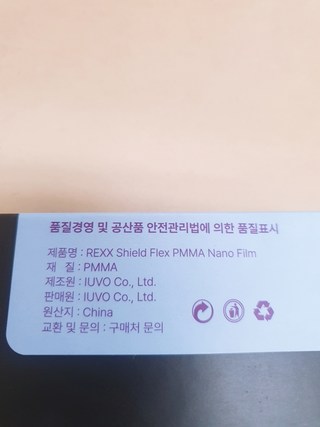 품질경영 및 공산품 안전관리법에 의한 품질표시
제품명 : REXX Shield Flex PMMA Nano Film
재 질 : PMMA
제조원 : IUVO Co., Ltd.
판매원 : IUVO Co., Ltd.
원산지 : China
교환 및 문의 : 구매처 문의